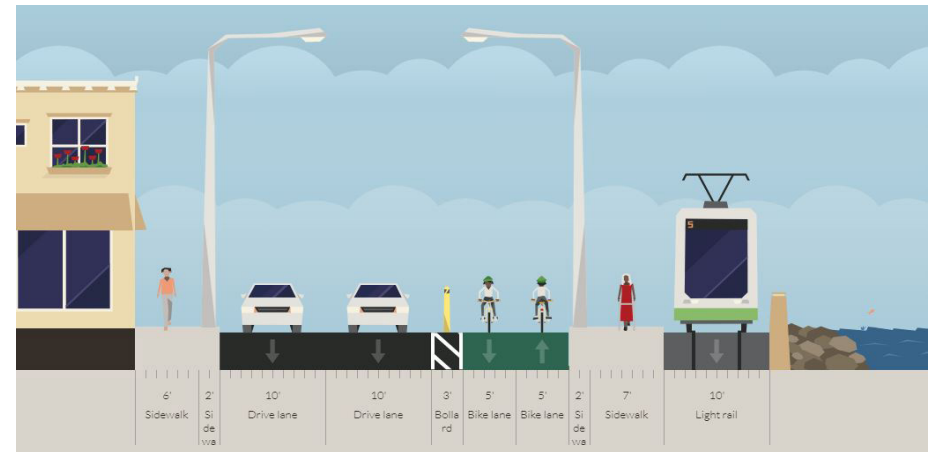 5
6' 2' 10' 10' 3' 5' 5' 2' 7' 10'
Sidewalk Si Drive lane Drive lane Bolla Bike lane Bike lane Si Sidewalk Light rail
de rd de
wa wa